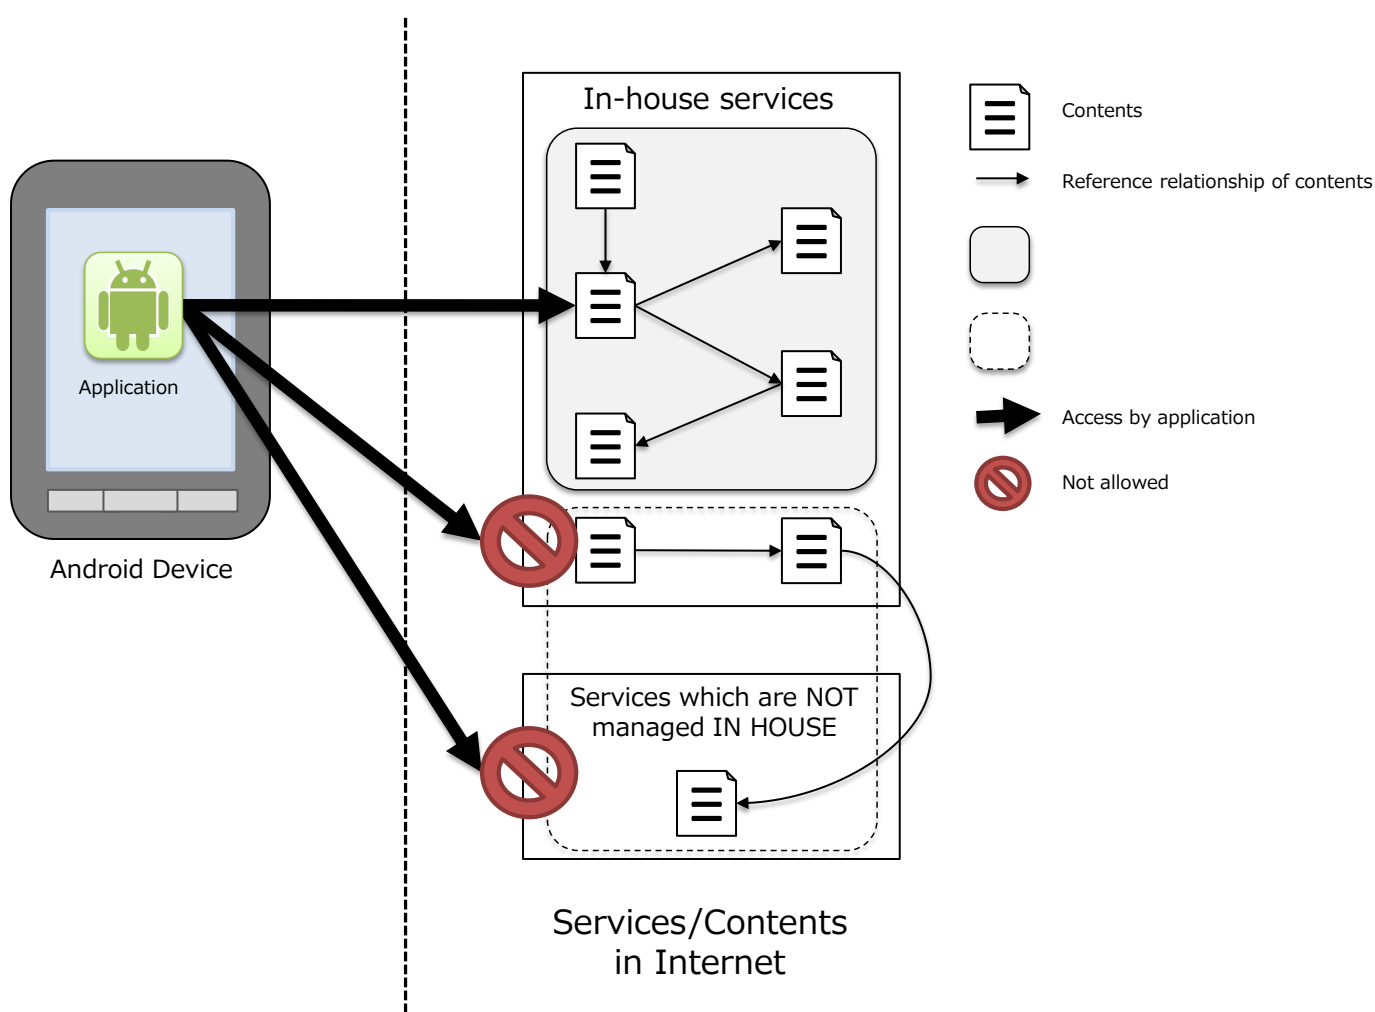 In-house services
Contents
Reference relationship of contents
Application
Access by application
Not allowed
Android Device
Services which are NOT
managed IN HOUSE
Services/Contents
in Internet